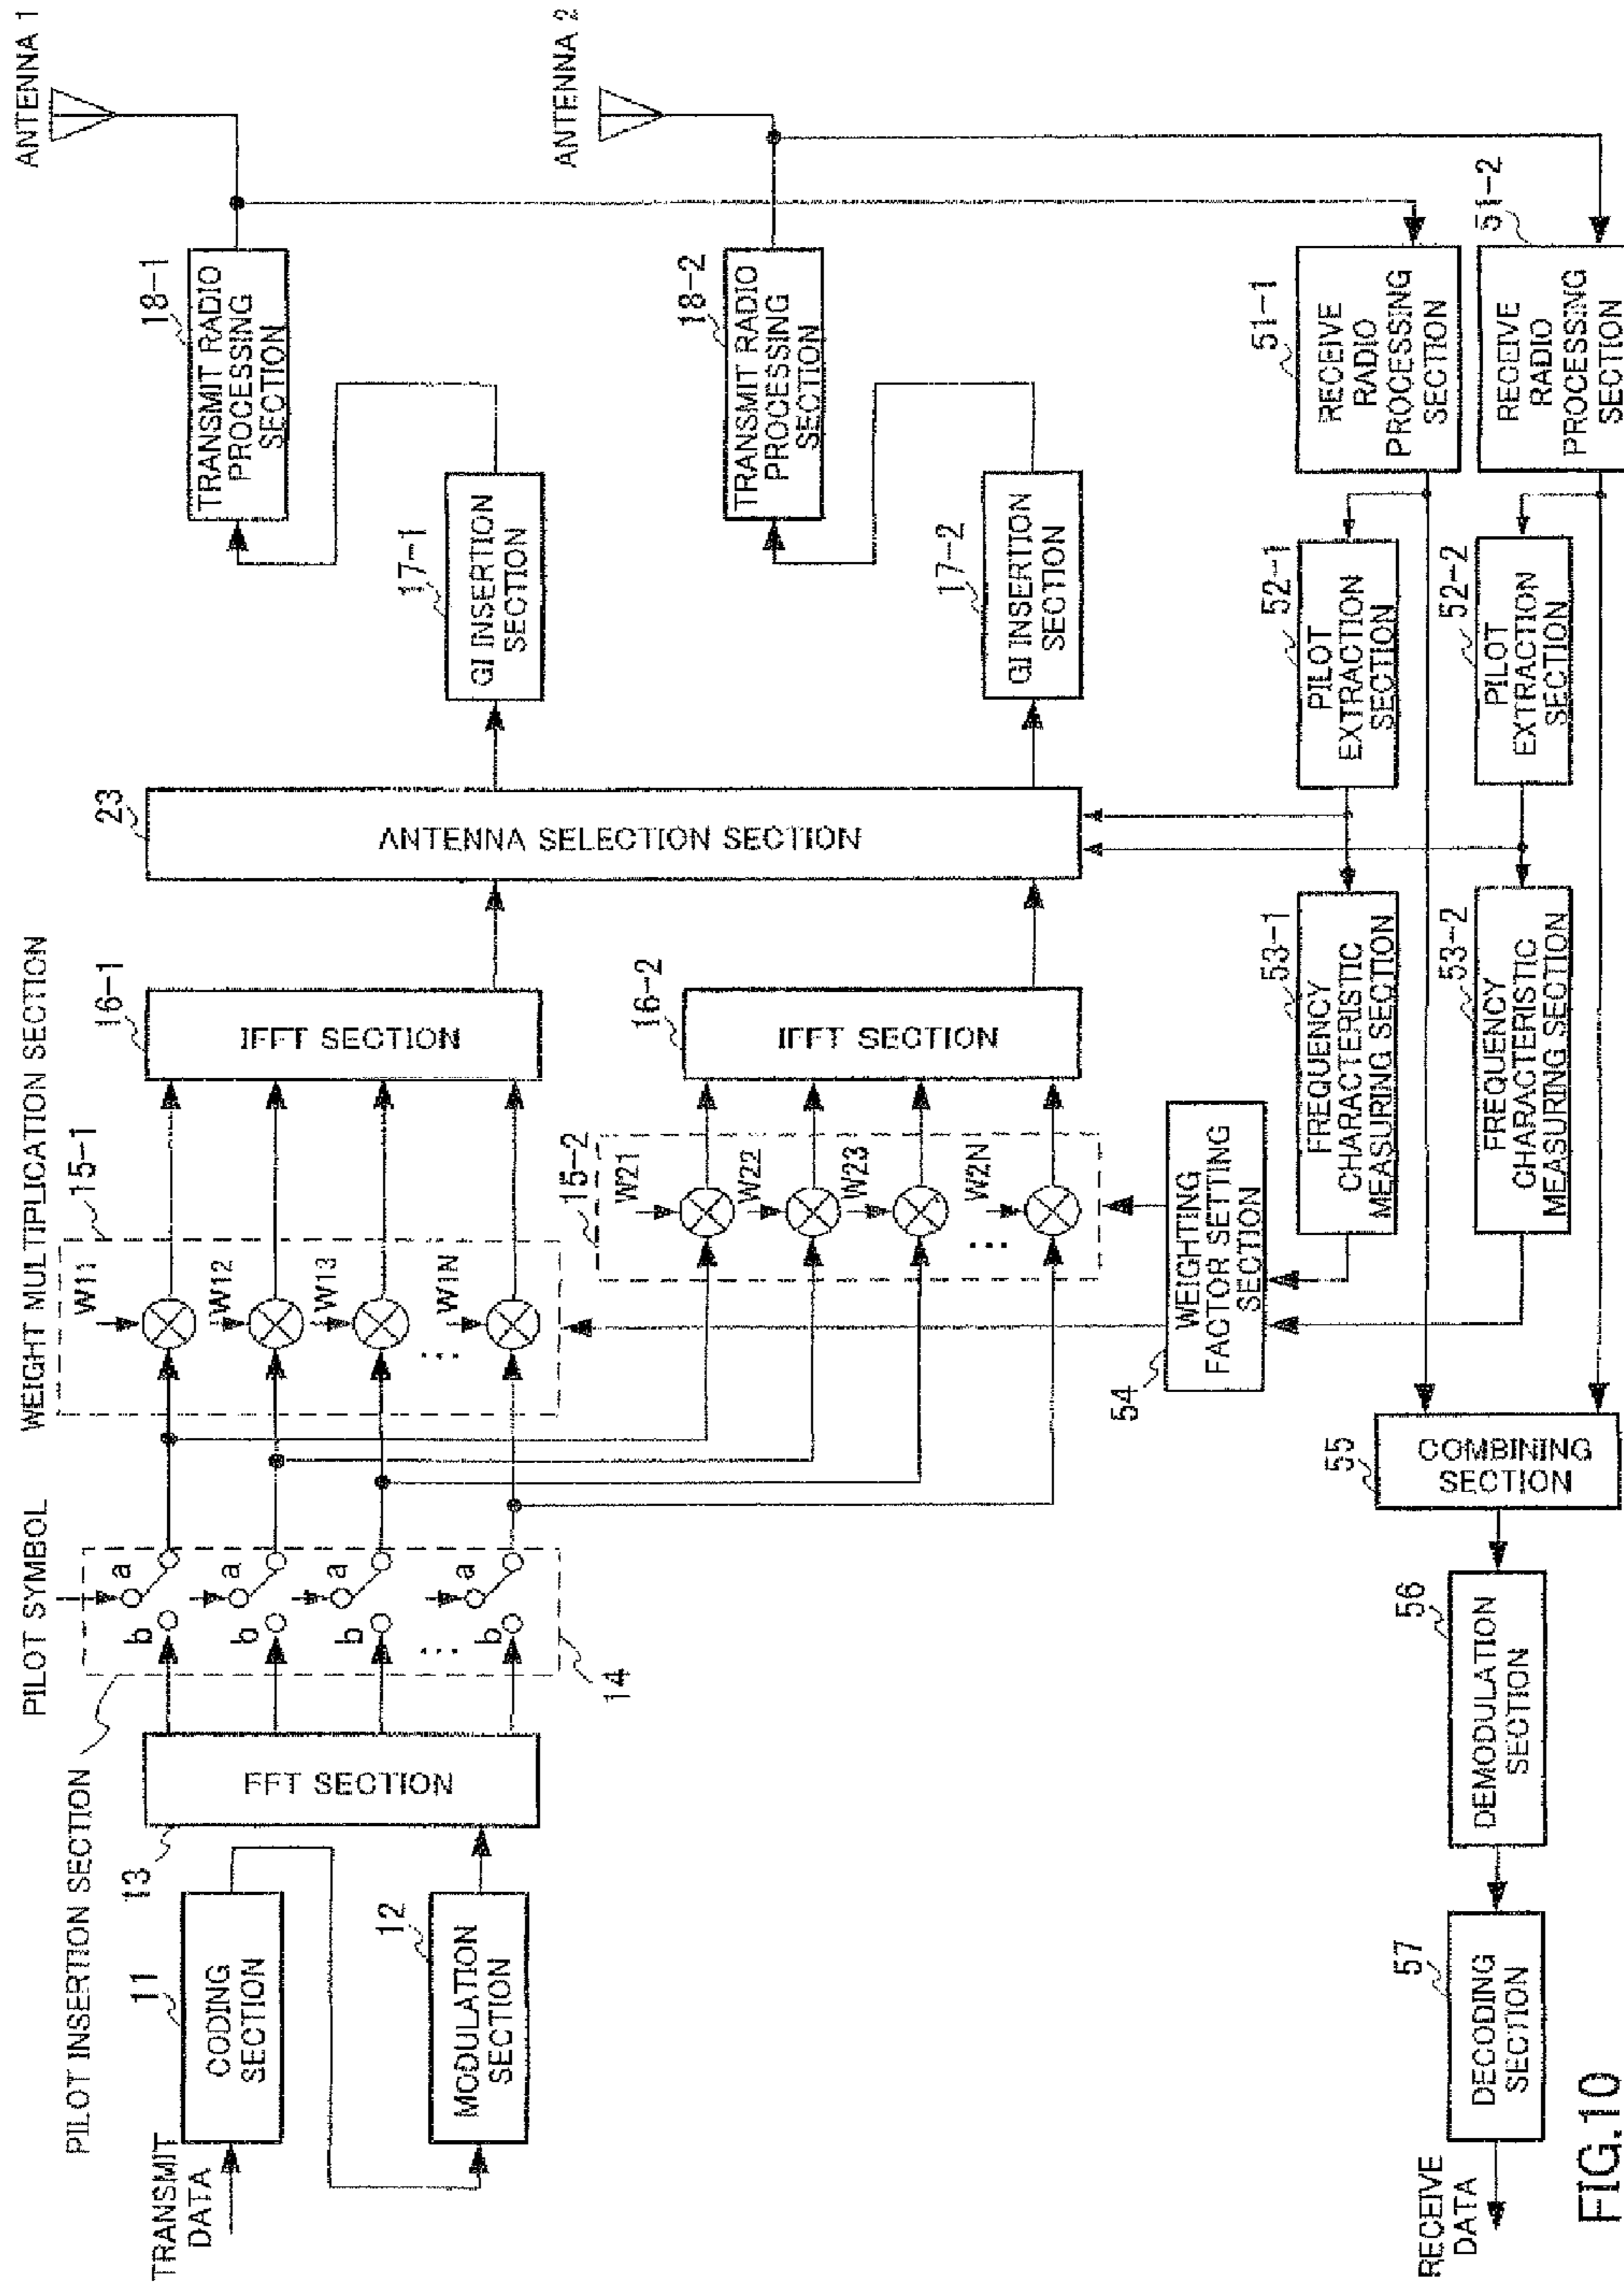 ANTENNA 1
ANTENNA 2
18-1
TRANSMIT RADIO
PROCESSING
SECTION
18-2
TRANSMIT RADIO
PROCESSING
SECTION
17-1
GI INSERTION
SECTION
17-2
GI INSERTION
SECTION
51-1
RECEIVE
RADIO
PROCESSING
SECTION
51-2
RECEIVE
RADIO
PROCESSING
SECTION
52-1
PILOT
EXTRACTION
SECTION
52-2
PILOT
EXTRACTION
SECTION
23
ANTENNA SELECTION SECTION
WEIGHT MULTIPLICATION SECTION
16-1
IFFT SECTION
16-2
IFFT SECTION
53-1
FREQUENCY
CHARACTERISTIC
MEASURING SECTION
53-2
FREQUENCY
CHARACTERISTIC
MEASURING SECTION
15-1
W11
W12
W13
...
W1N
15-2
W21
W22
W23
...
W2N
54
WEIGHTING
FACTOR SETTING
SECTION
55
COMBINING
SECTION
PILOT SYMBOL
a
b
a
b
a
b
...
a
b
14
PILOT INSERTION SECTION
13
FFT SECTION
56
DEMODULATION
SECTION
11
CODING
SECTION
12
MODULATION
SECTION
57
DECODING
SECTION
TRANSMIT
DATA
RECEIVE
DATA
FIG.10